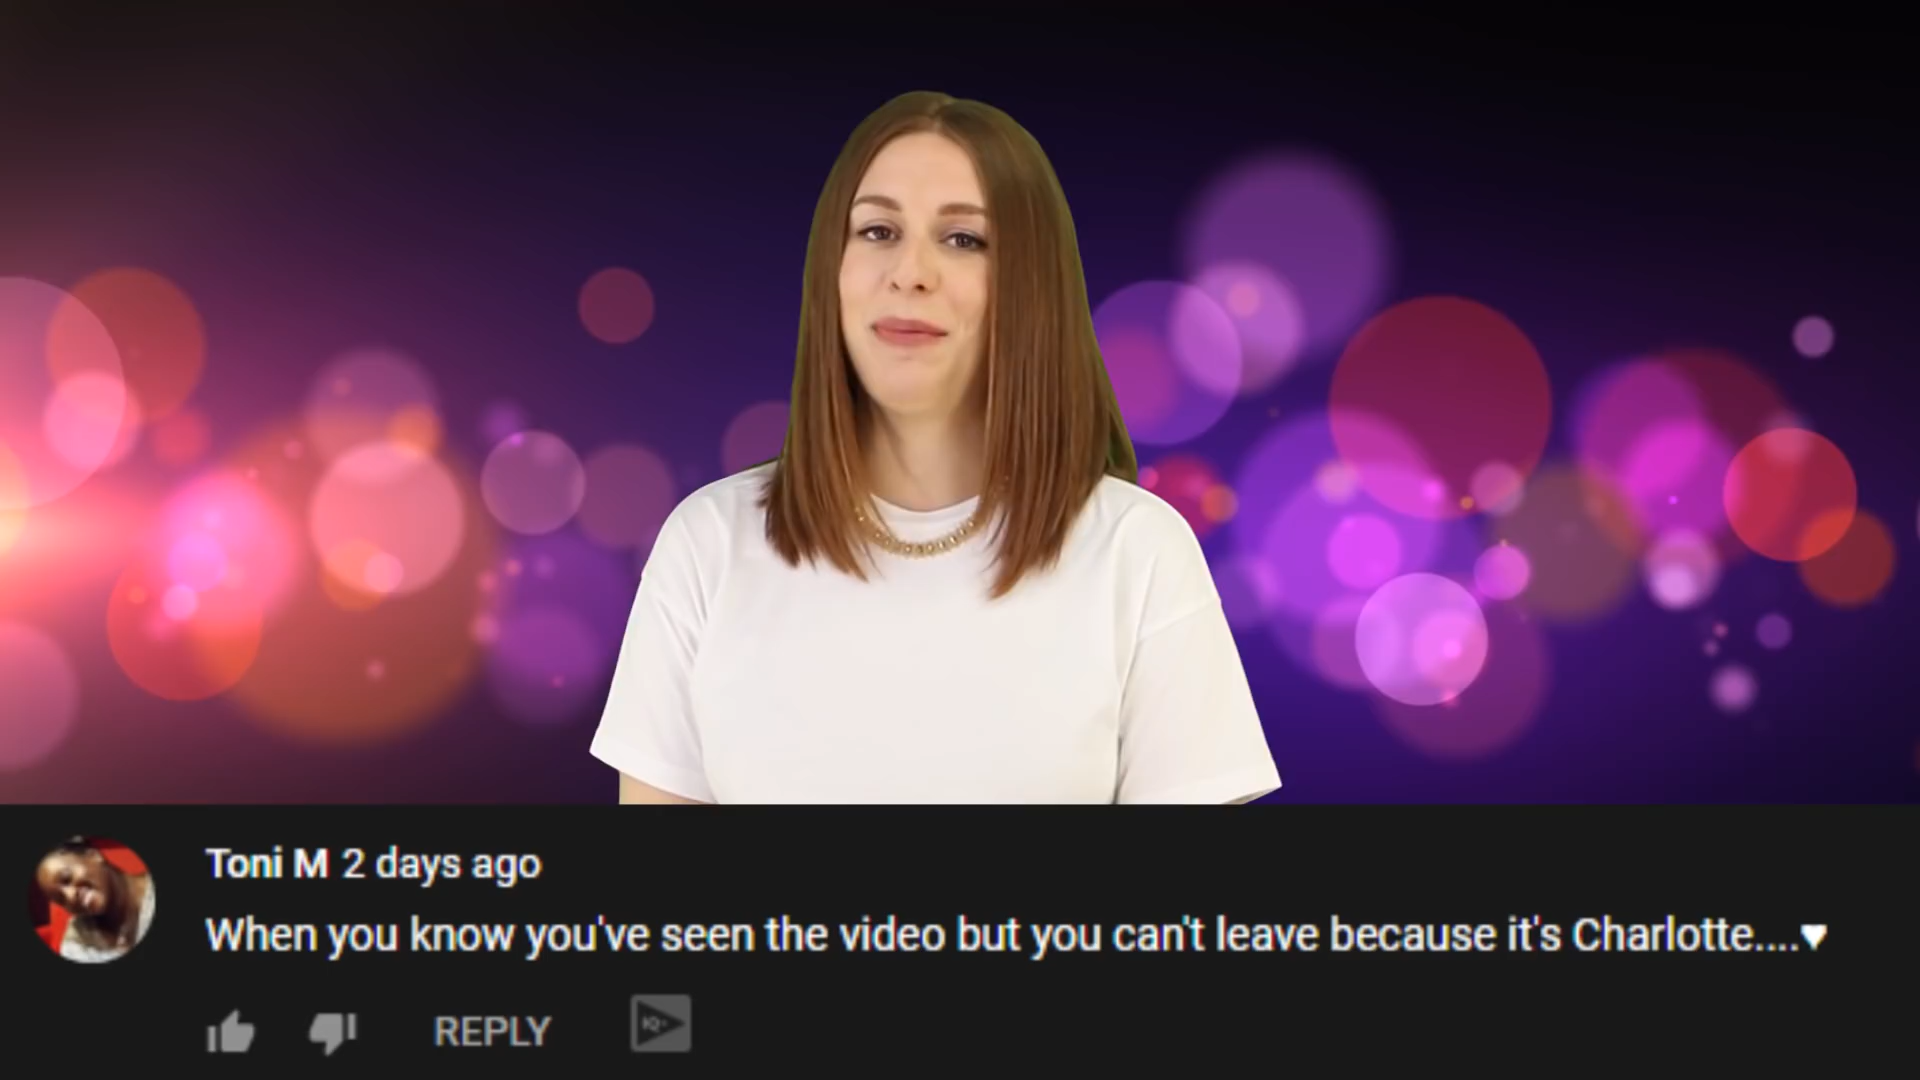 Toni M 2 days ago
When you know you've seen the video but you can't leave because it's Charlotte....♥
REPLY
IQ